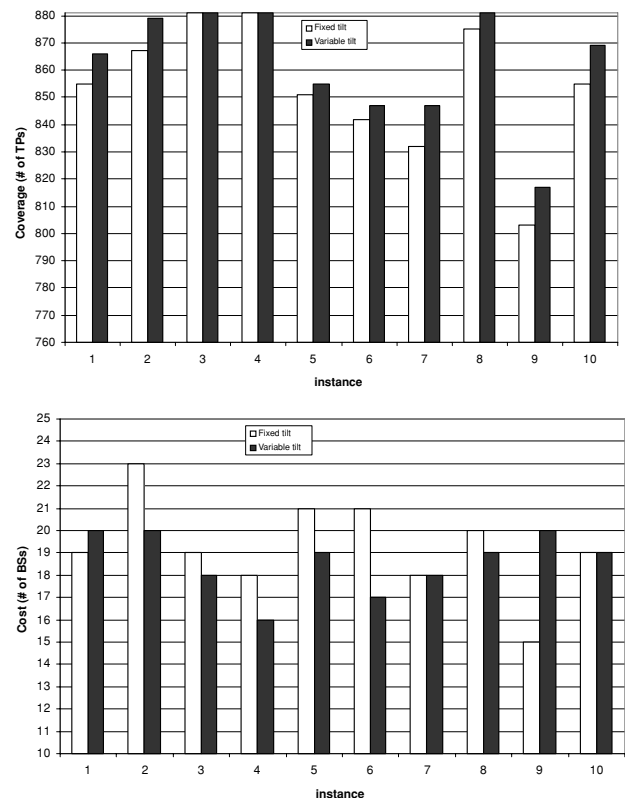 880
870
860
850
840
830
820
810
800
790
780
770
760
Coverage (# of TPs)
Fixed tilt
Variable tilt
1 2 3 4 5 6 7 8 9 10
instance
25
24
23
22
21
20
19
18
17
16
15
14
13
12
11
10
Cost (# of BSs)
Fixed tilt
Variable tilt
1 2 3 4 5 6 7 8 9 10
instance